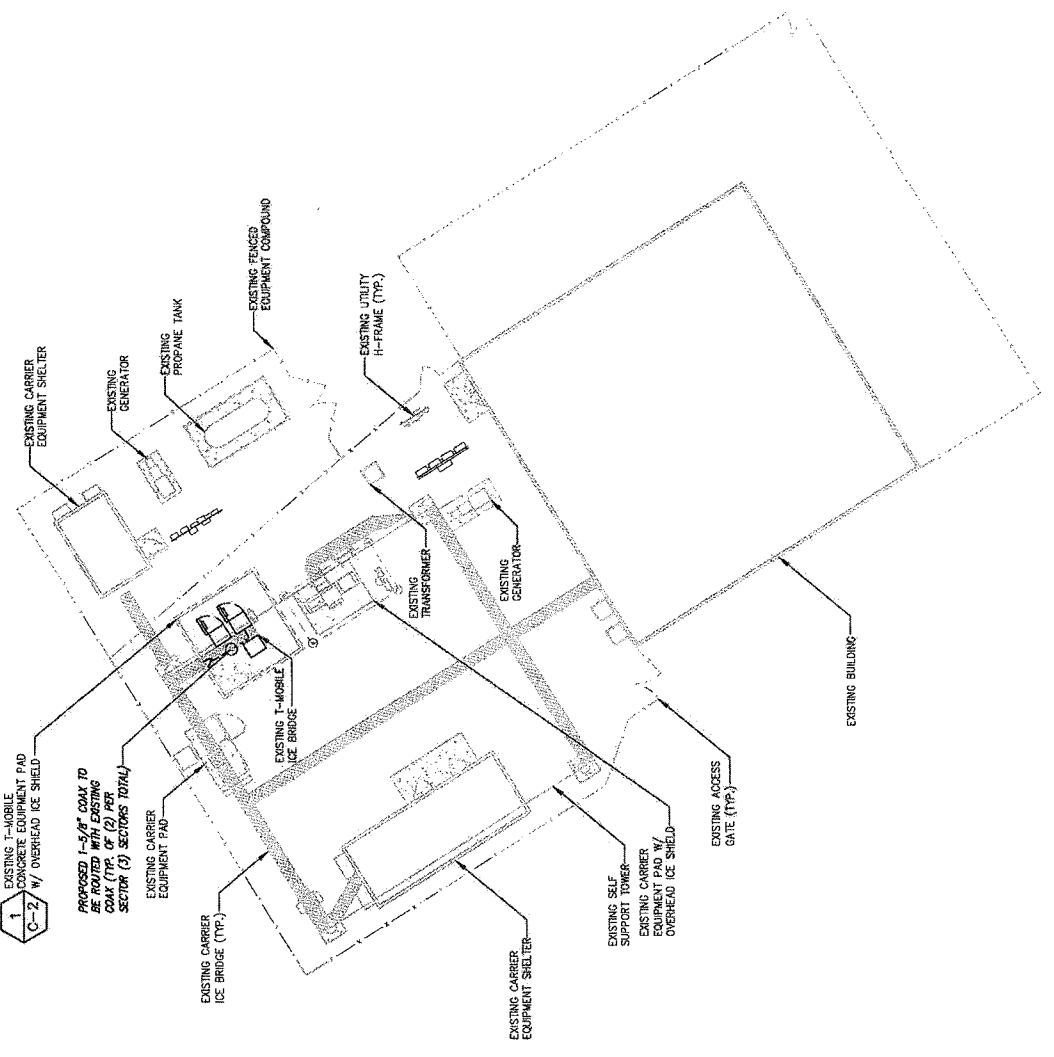 EXISTING T-MOBILE
CONCRETE EQUIPMENT PAD
W/ OVERHEAD ICE SHIELD
1
C-2
PROPOSED 1-5/8" COAX TO
BE ROUTED WITH EXISTING
COAX (TYP. OF (2) PER
SECTOR (3) SECTORS TOTAL)
EXISTING CARRIER
EQUIPMENT PAD
EXISTING CARRIER
ICE BRIDGE (TYP.)
EXISTING CARRIER
EQUIPMENT SHELTER
EXISTING CARRIER
EQUIPMENT SHELTER
EXISTING
GENERATOR
EXISTING
PROPANE TANK
EXISTING FENCED
EQUIPMENT COMPOUND
EXISTING UTILITY
H-FRAME (TYP.)
EXISTING T-MOBILE
ICE BRIDGE
EXISTING
TRANSFORMER
EXISTING
GENERATOR
EXISTING SELF
SUPPORT TOWER
EXISTING CARRIER
EQUIPMENT PAD W/
OVERHEAD ICE SHIELD
EXISTING ACCESS
GATE (TYP.)
EXISTING BUILDING